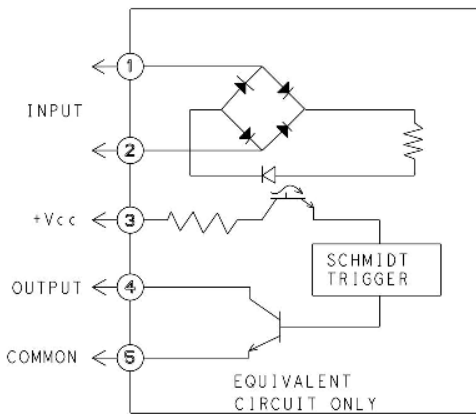 1
INPUT
2
+Vcc
3
SCHMIDT
TRIGGER
OUTPUT
4
COMMON
5
EQUIVALENT
CIRCUIT ONLY